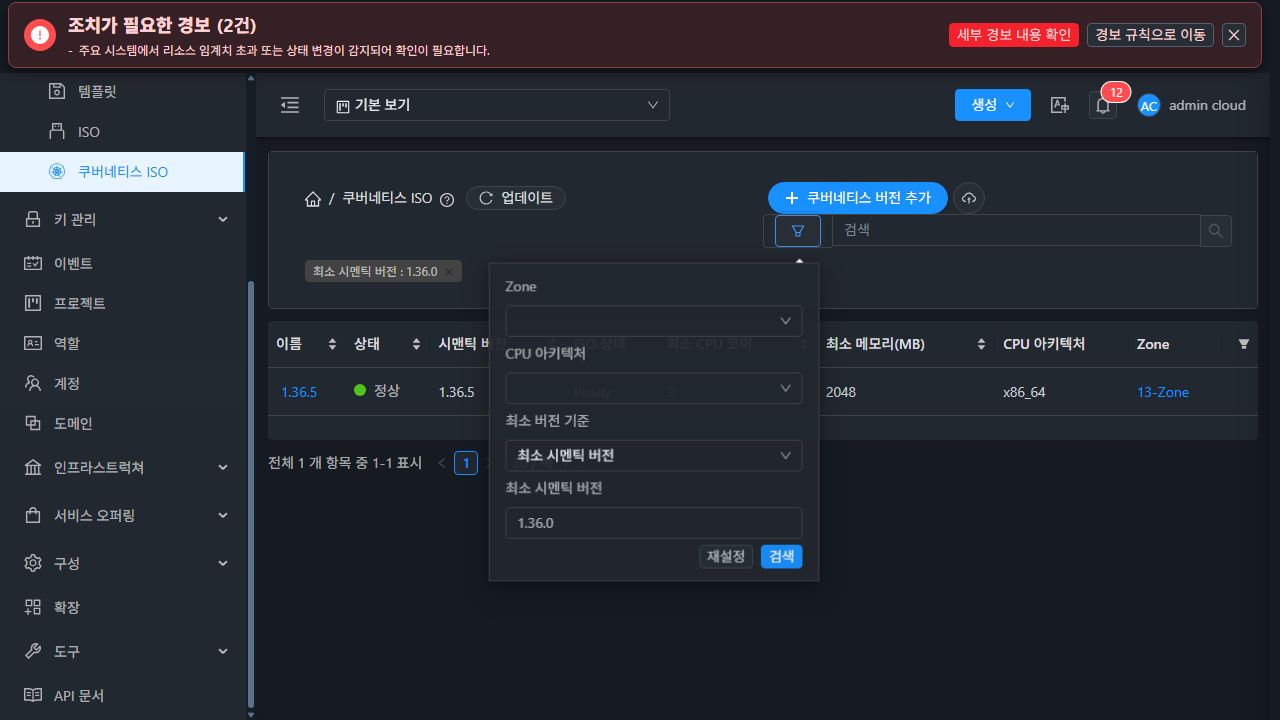 조치가 필요한 경보 (2건)
- 주요 시스템에서 리소스 임계치 초과 또는 상태 변경이 감지되어 확인이 필요합니다.
세부 경보 내용 확인
경보 규칙으로 이동
템플릿
ISO
쿠버네티스 ISO
키 관리
이벤트
프로젝트
역할
계정
도메인
인프라스트럭쳐
서비스 오퍼링
구성
확장
도구
API 문서
기본 보기
생성
12
AC
admin cloud
/ 쿠버네티스 ISO
업데이트
쿠버네티스 버전 추가
검색
최소 시멘틱 버전 : 1.36.0
이름 상태 시맨틱 버전 ISO 상태 최소 CPU 코어 최소 메모리(MB) CPU 아키텍처 Zone
1.36.5 정상 1.36.5 Ready 2 2048 x86_64 13-Zone
전체 1 개 항목 중 1-1 표시
1
Zone
CPU 아키텍처
최소 버전 기준
최소 시멘틱 버전
최소 시멘틱 버전
1.36.0
재설정
검색